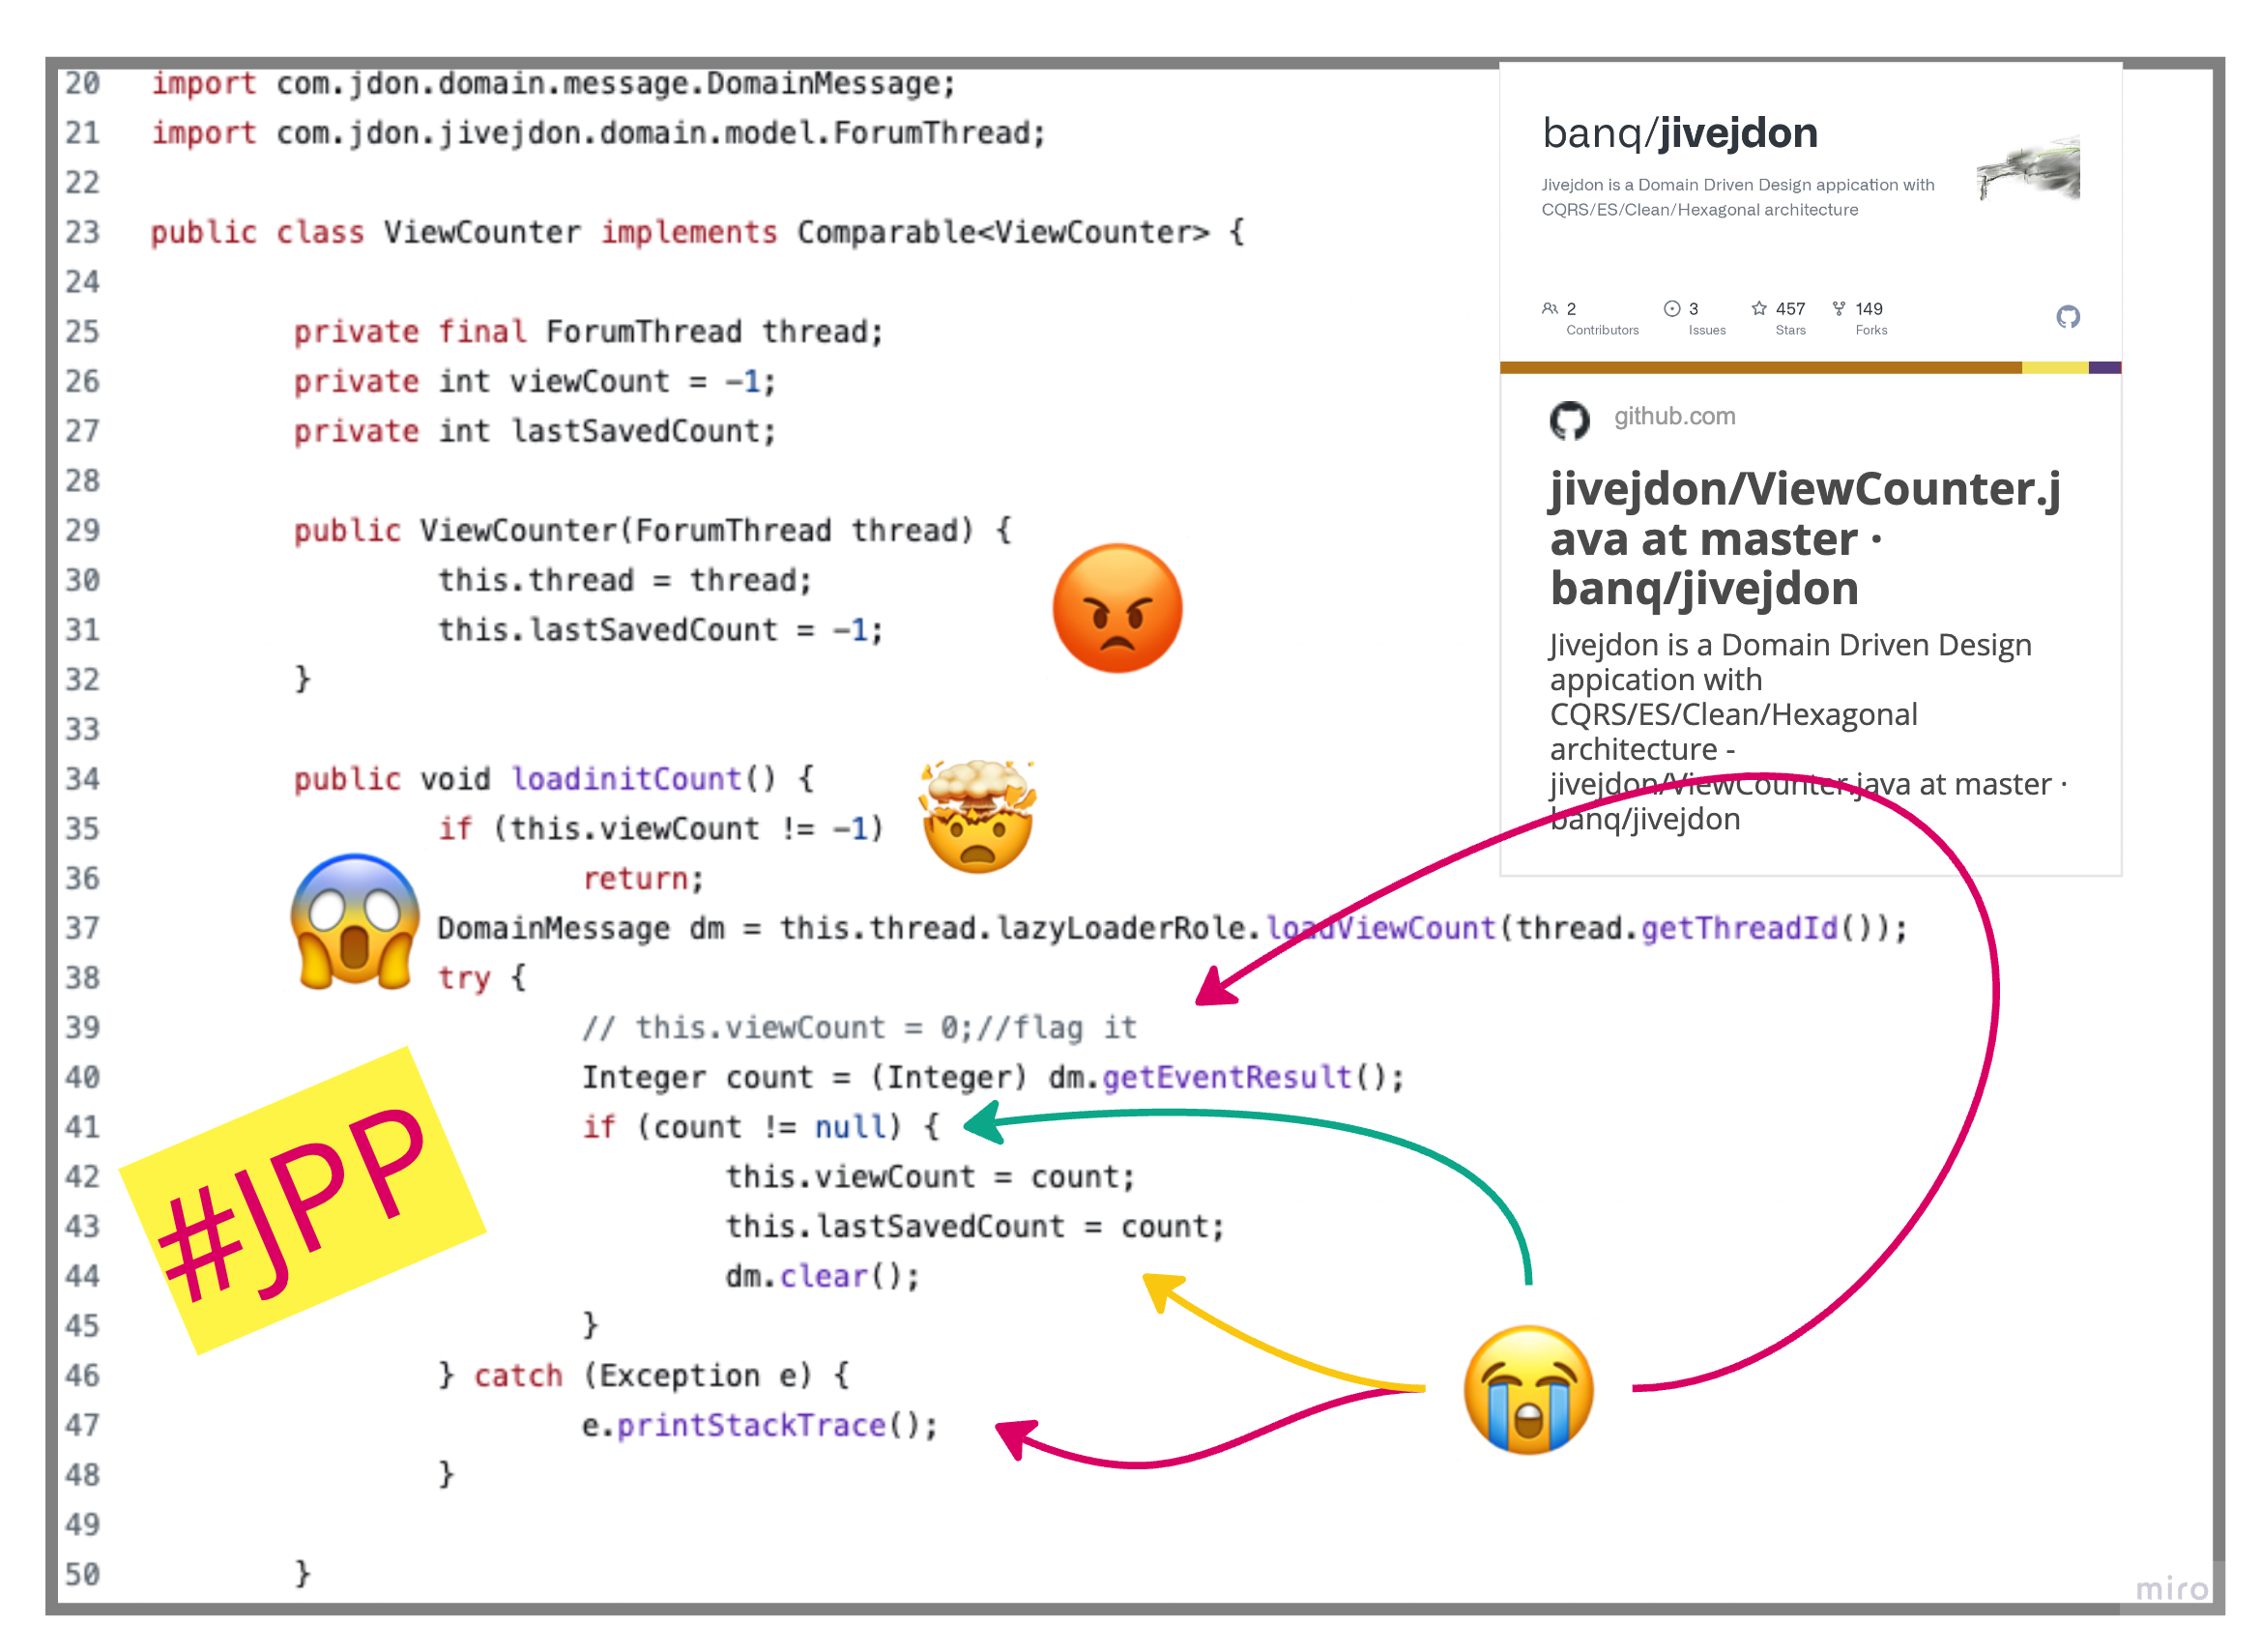 20 import com.jdon.domain.message.DomainMessage;
21 import com.jdon.jivejdon.domain.model.ForumThread;
22
23 public class ViewCounter implements Comparable<ViewCounter> {
24
25 private final ForumThread thread;
26 private int viewCount = -1;
27 private int lastSavedCount;
28
29 public ViewCounter(ForumThread thread) {
30 this.thread = thread;
31 this.lastSavedCount = -1;
32 }
33
34 public void loadinitCount() {
35 if (this.viewCount != -1)
36 return;
37 DomainMessage dm = this.thread.lazyLoaderRole.loadViewCount(thread.getThreadId());
38 try {
39 // this.viewCount = 0;//flag it
40 Integer count = (Integer) dm.getEventResult();
41 if (count != null) {
42 this.viewCount = count;
43 this.lastSavedCount = count;
44 dm.clear();
45 }
46 } catch (Exception e) {
47 e.printStackTrace();
48 }
49
50 }
#JPP
banq/jivejdon
Jivejdon is a Domain Driven Design appication with
CQRS/ES/Clean/Hexagonal architecture
2 3 457 149
Contributors Issues Stars Forks
github.com
jivejdon/ViewCounter.j
ava at master ·
banq/jivejdon
Jivejdon is a Domain Driven Design
appication with
CQRS/ES/Clean/Hexagonal
architecture -
jivejdon/ViewCounter.java at master ·
banq/jivejdon
miro